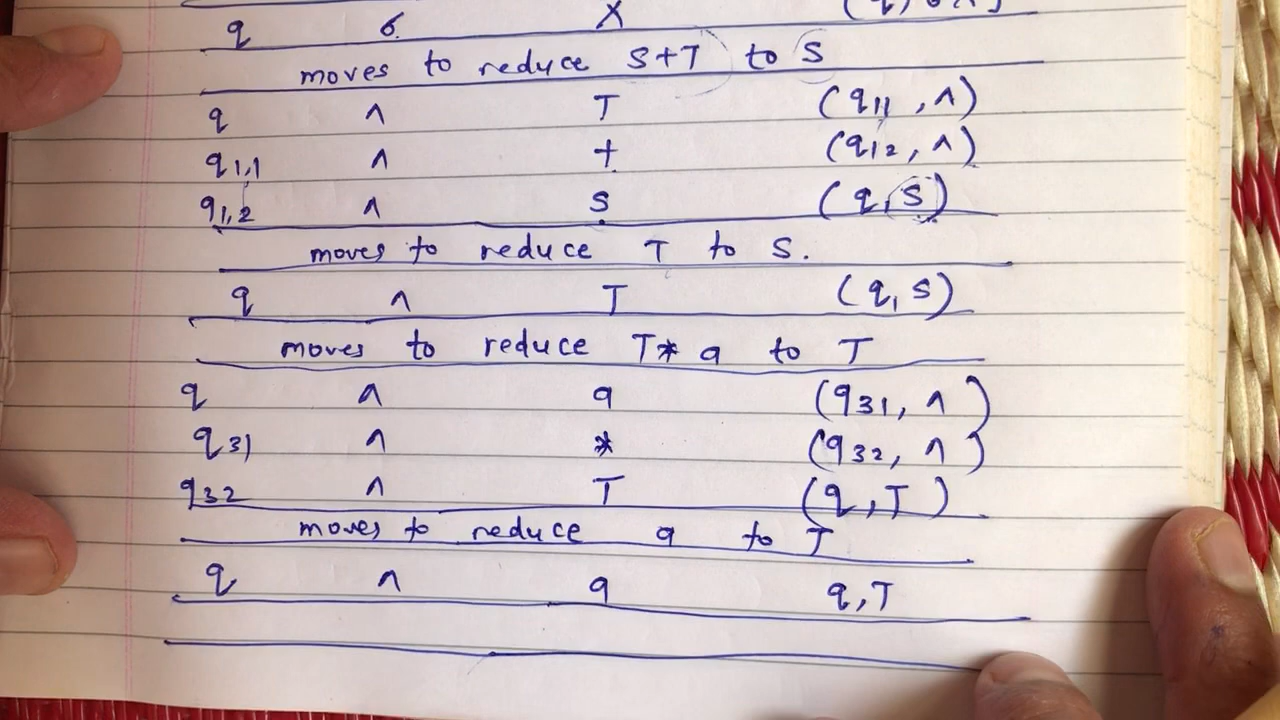 q σ X (q, σX)
moves to reduce S+T to S
q ^ T (q11, ^)
q1,1 ^ + (q12, ^)
q1,2 ^ S (q, S)
moves to reduce T to S.
q ^ T (q, S)
moves to reduce T* a to T
q ^ a (q31, ^)
q31 ^ * (q32, ^)
q32 ^ T (q, T)
moves to reduce a to T
q ^ a q, T